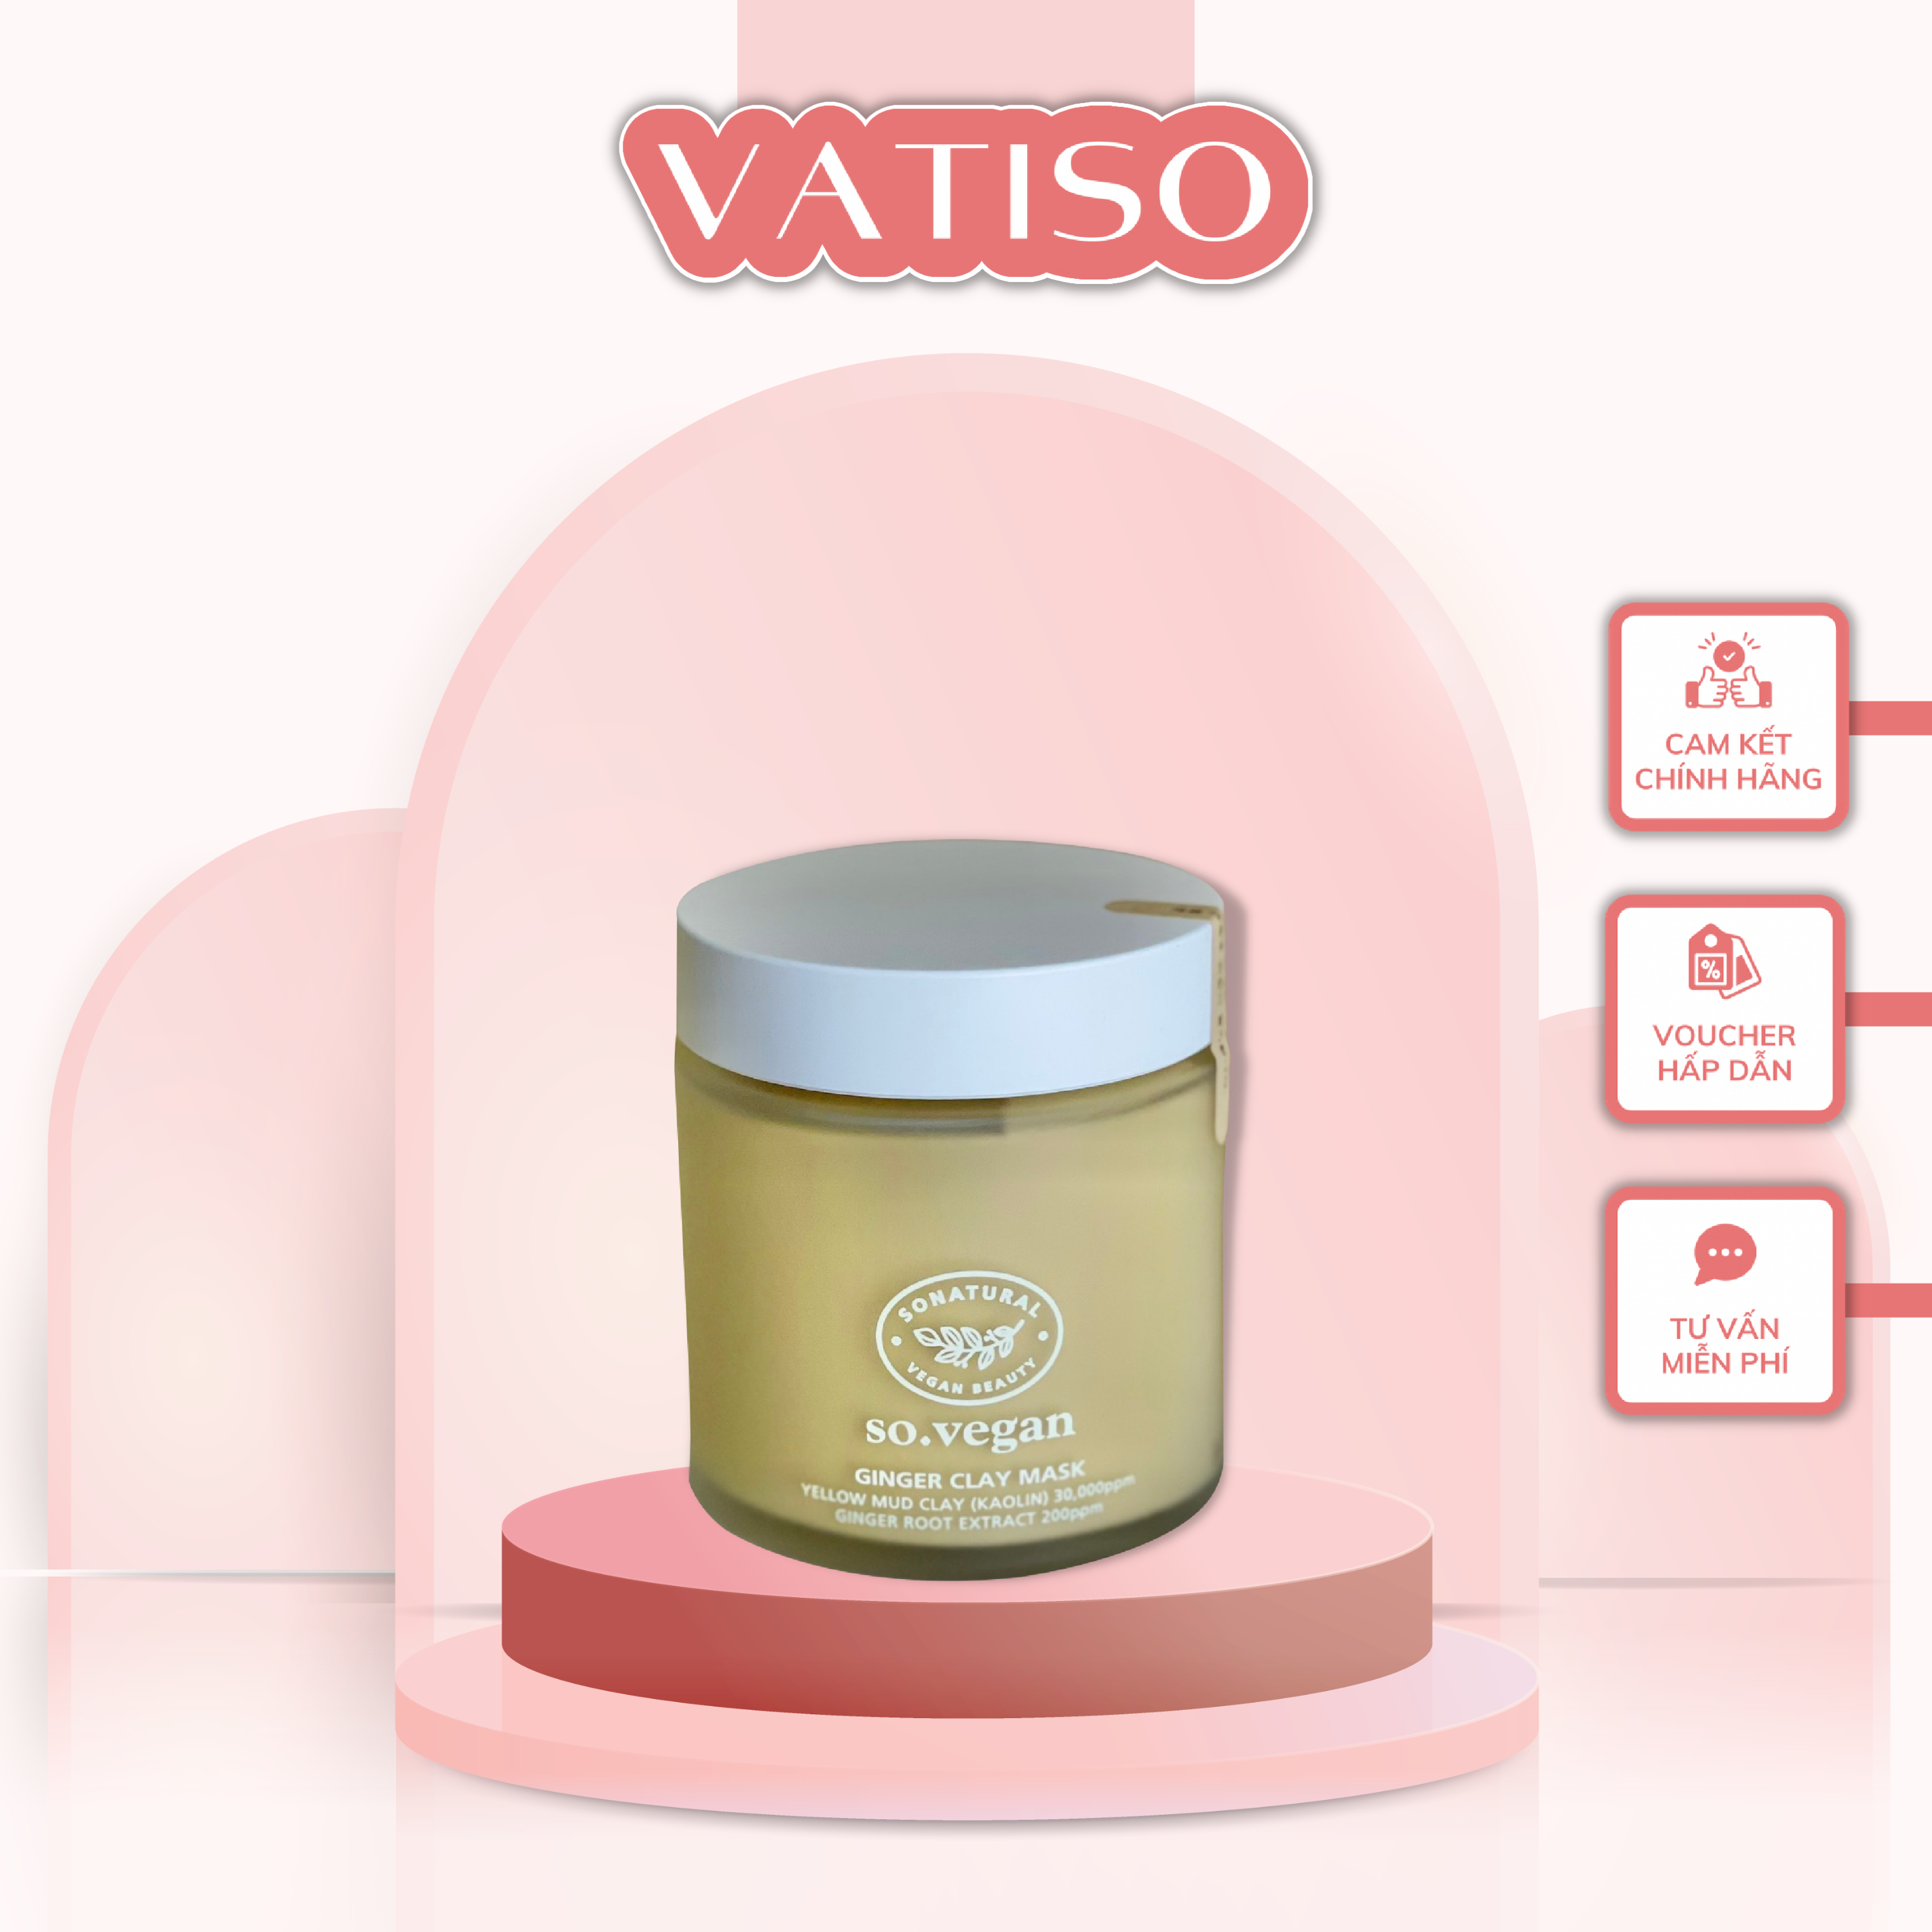 VATISO
CAM KẾT
CHÍNH HÃNG
VOUCHER
HẤP DẪN
%
TƯ VẤN
MIỄN PHÍ
SONATURAL
VEGAN BEAUTY
so.vegan
GINGER CLAY MASK
YELLOW MUD CLAY (KAOLIN) 30,000ppm
GINGER ROOT EXTRACT 200ppm